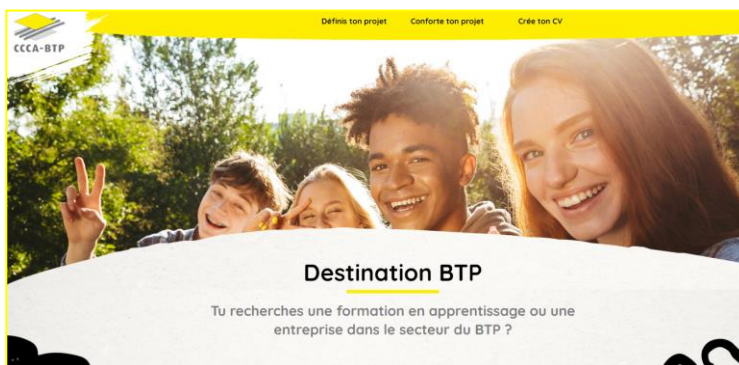 Définis ton projet Conforte ton projet Crée ton CV
CCCA-BTP
Destination BTP
Tu recherches une formation en apprentissage ou une
entreprise dans le secteur du BTP ?